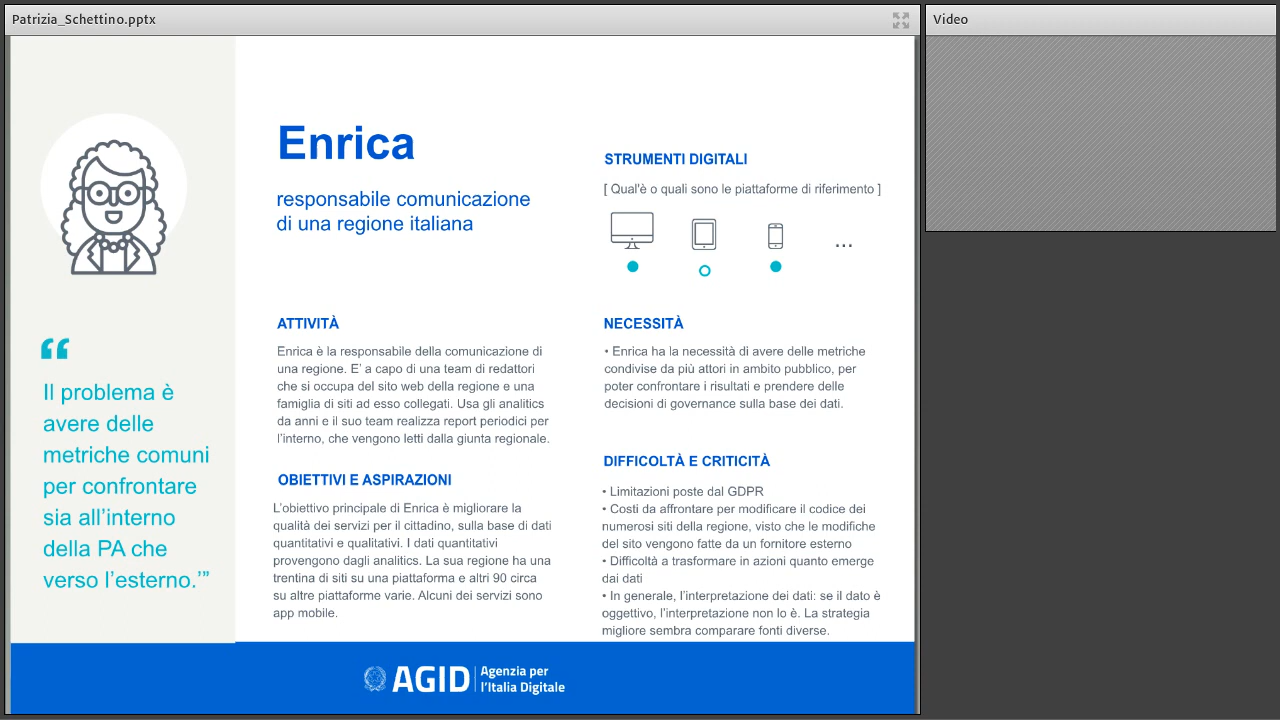 Patrizia_Schettino.pptx
Video
“
Il problema è
avere delle
metriche comuni
per confrontare
sia all’interno
della PA che
verso l’esterno.’”
Enrica
responsabile comunicazione
di una regione italiana
ATTIVITÀ
Enrica è la responsabile della comunicazione di
una regione. E’ a capo di una team di redattori
che si occupa del sito web della regione e una
famiglia di siti ad esso collegati. Usa gli analitics
da anni e il suo team realizza report periodici per
l’interno, che vengono letti dalla giunta regionale.
OBIETTIVI E ASPIRAZIONI
L’obiettivo principale di Enrica è migliorare la
qualità dei servizi per il cittadino, sulla base di dati
quantitativi e qualitativi. I dati quantitativi
provengono dagli analitics. La sua regione ha una
trentina di siti su una piattaforma e altri 90 circa
su altre piattaforme varie. Alcuni dei servizi sono
app mobile.
STRUMENTI DIGITALI
[ Qual'è o quali sono le piattaforme di riferimento ]
...
NECESSITÀ
• Enrica ha la necessità di avere delle metriche
condivise da più attori in ambito pubblico, per
poter confrontare i risultati e prendere delle
decisioni di governance sulla base dei dati.
DIFFICOLTÀ E CRITICITÀ
• Limitazioni poste dal GDPR
• Costi da affrontare per modificare il codice dei
numerosi siti della regione, visto che le modifiche
del sito vengono fatte da un fornitore esterno
• Difficoltà a trasformare in azioni quanto emerge
dai dati
• In generale, l’interpretazione dei dati: se il dato è
oggettivo, l’interpretazione non lo è. La strategia
migliore sembra comparare fonti diverse.
AGID
Agenzia per
l’Italia Digitale